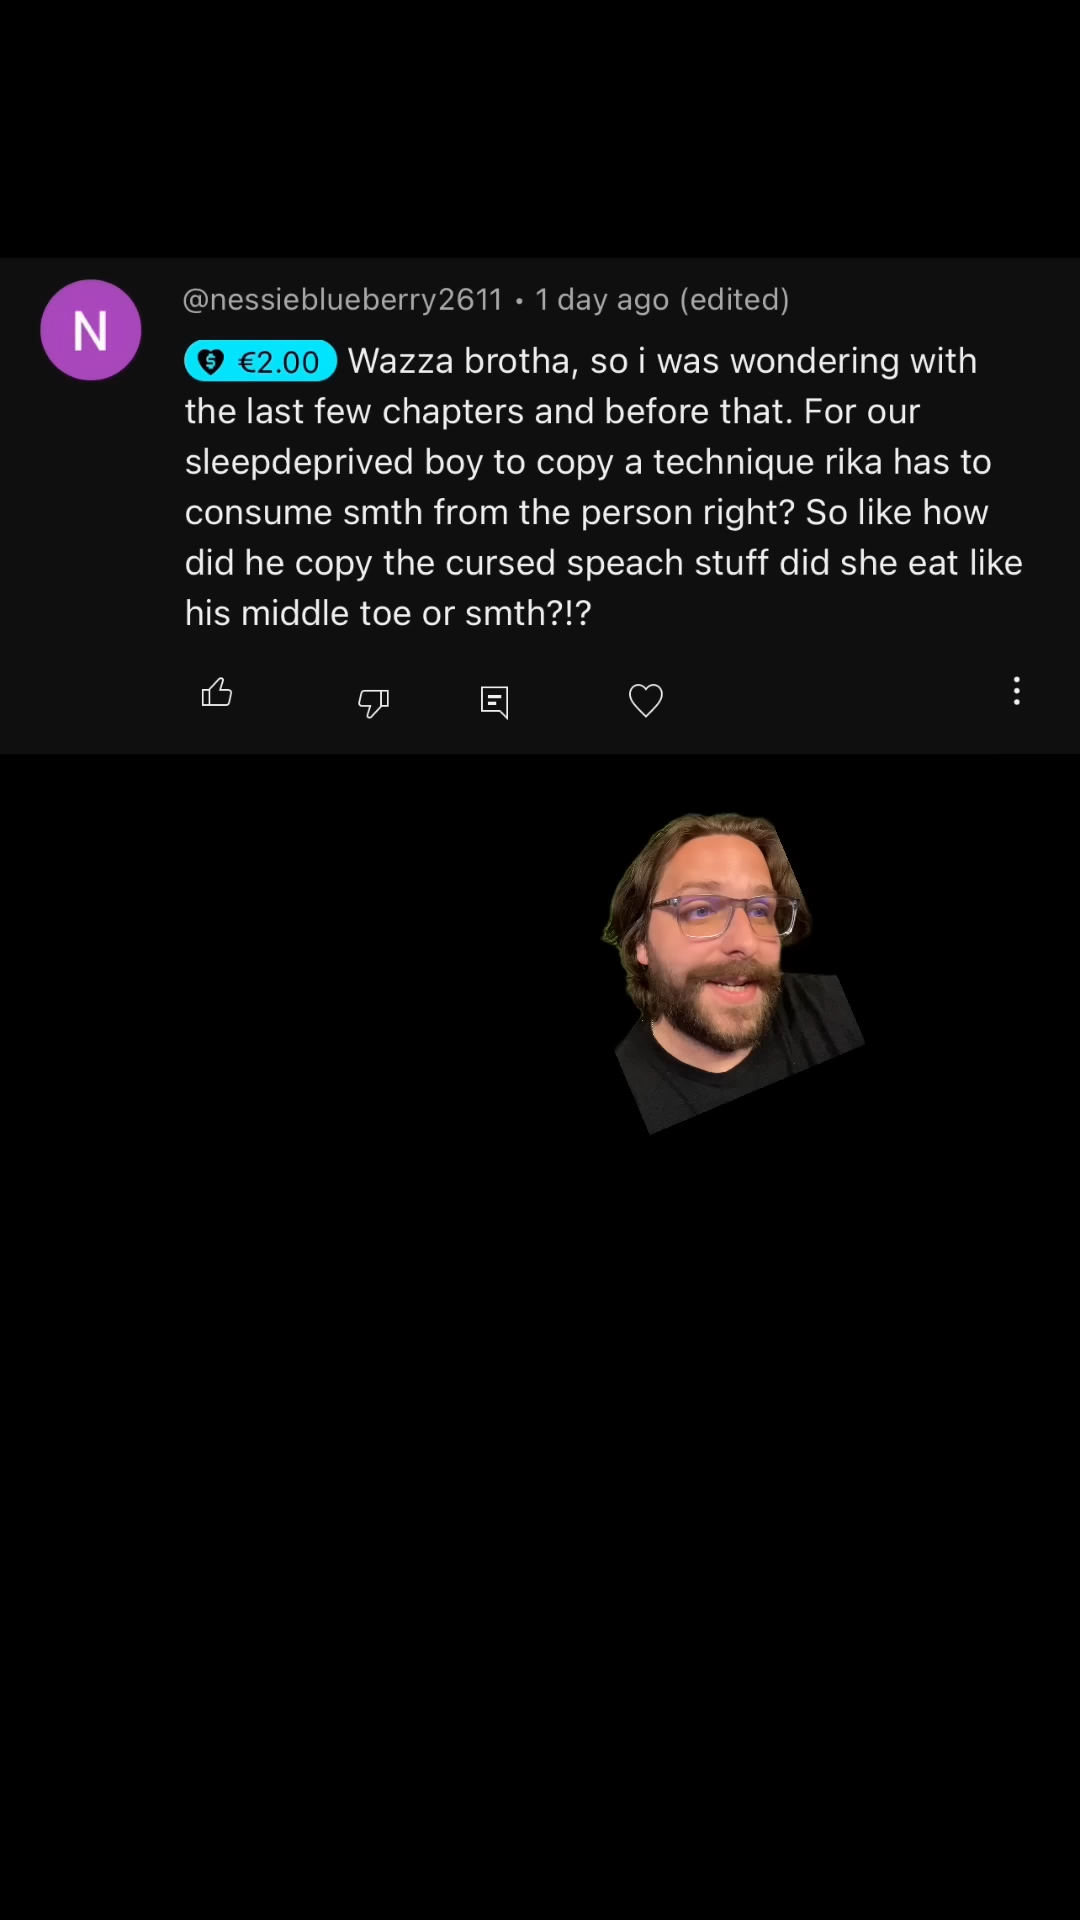 N
@nessieblueberry2611 • 1 day ago (edited)
€2.00 Wazza brotha, so i was wondering with
the last few chapters and before that. For our
sleepdeprived boy to copy a technique rika has to
consume smth from the person right? So like how
did he copy the cursed speach stuff did she eat like
his middle toe or smth?!?